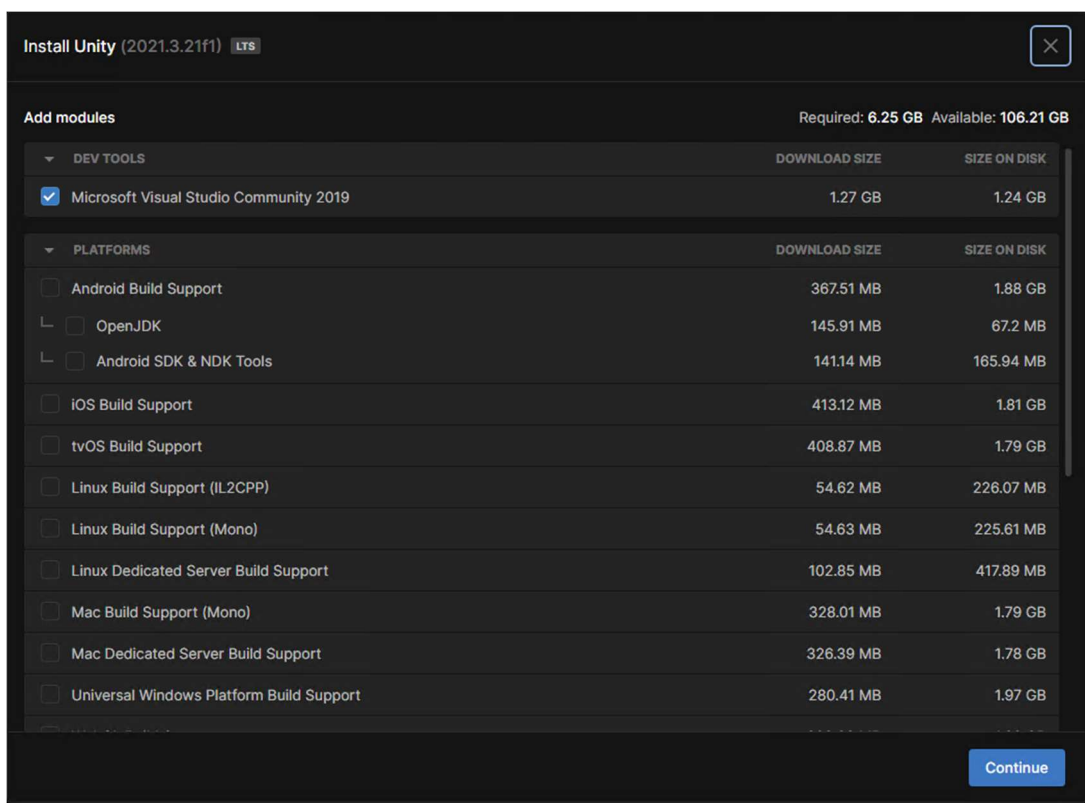 Install Unity (2021.3.21f1) LTS
Add modules Required: 6.25 GB Available: 106.21 GB
DEV TOOLS DOWNLOAD SIZE SIZE ON DISK
Microsoft Visual Studio Community 2019 1.27 GB 1.24 GB
PLATFORMS DOWNLOAD SIZE SIZE ON DISK
Android Build Support 367.51 MB 1.88 GB
OpenJDK 145.91 MB 67.2 MB
Android SDK & NDK Tools 141.14 MB 165.94 MB
iOS Build Support 413.12 MB 1.81 GB
tvOS Build Support 408.87 MB 1.79 GB
Linux Build Support (IL2CPP) 54.62 MB 226.07 MB
Linux Build Support (Mono) 54.63 MB 225.61 MB
Linux Dedicated Server Build Support 102.85 MB 417.89 MB
Mac Build Support (Mono) 328.01 MB 1.79 GB
Mac Dedicated Server Build Support 326.39 MB 1.78 GB
Universal Windows Platform Build Support 280.41 MB 1.97 GB
Continue